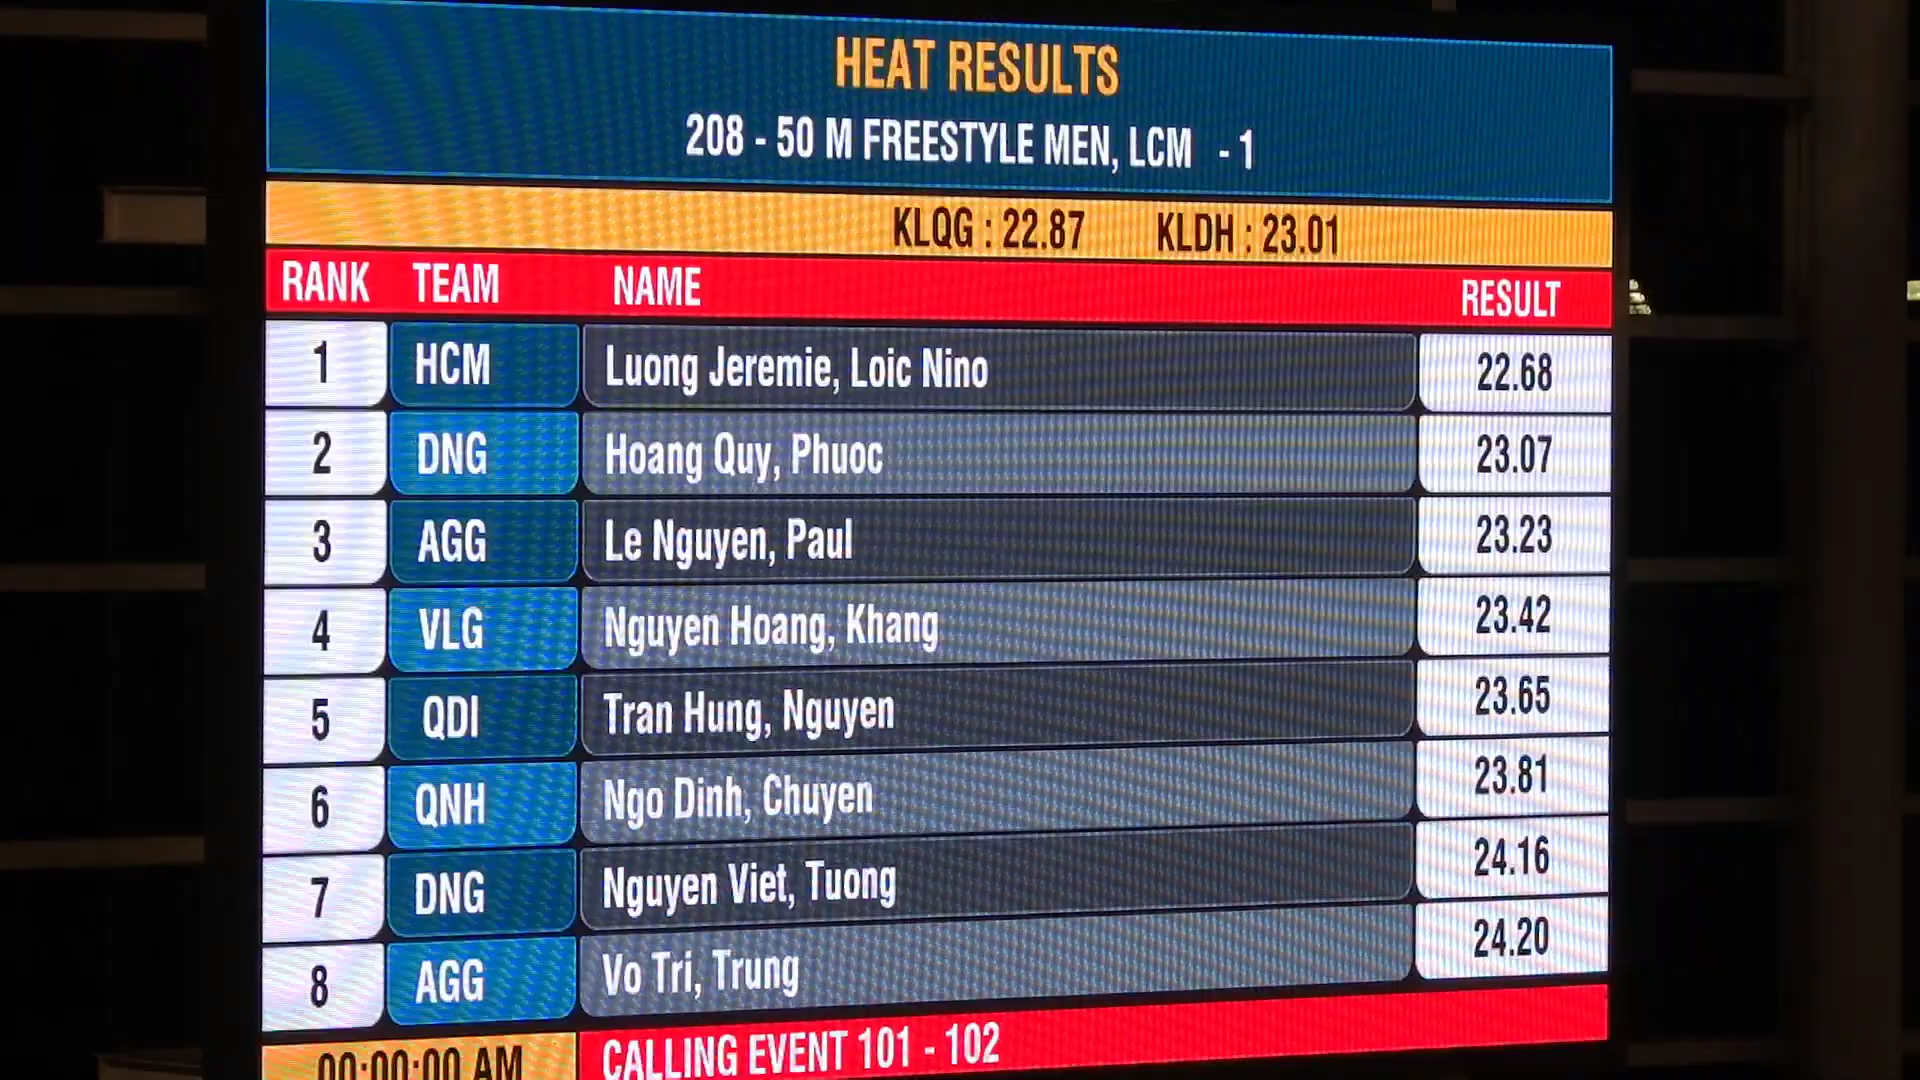 HEAT RESULTS
208 - 50 M FREESTYLE MEN, LCM - 1
KLQG : 22.87 KLDH : 23.01
RANK TEAM NAME RESULT
1 HCM Luong Jeremie, Loic Nino 22.68
2 DNG Hoang Quy, Phuoc 23.07
3 AGG Le Nguyen, Paul 23.23
4 VLG Nguyen Hoang, Khang 23.42
5 QDI Tran Hung, Nguyen 23.65
6 QNH Ngo Dinh, Chuyen 23.81
7 DNG Nguyen Viet, Tuong 24.16
8 AGG Vo Tri, Trung 24.20
00:00:00 AM CALLING EVENT 101 - 102